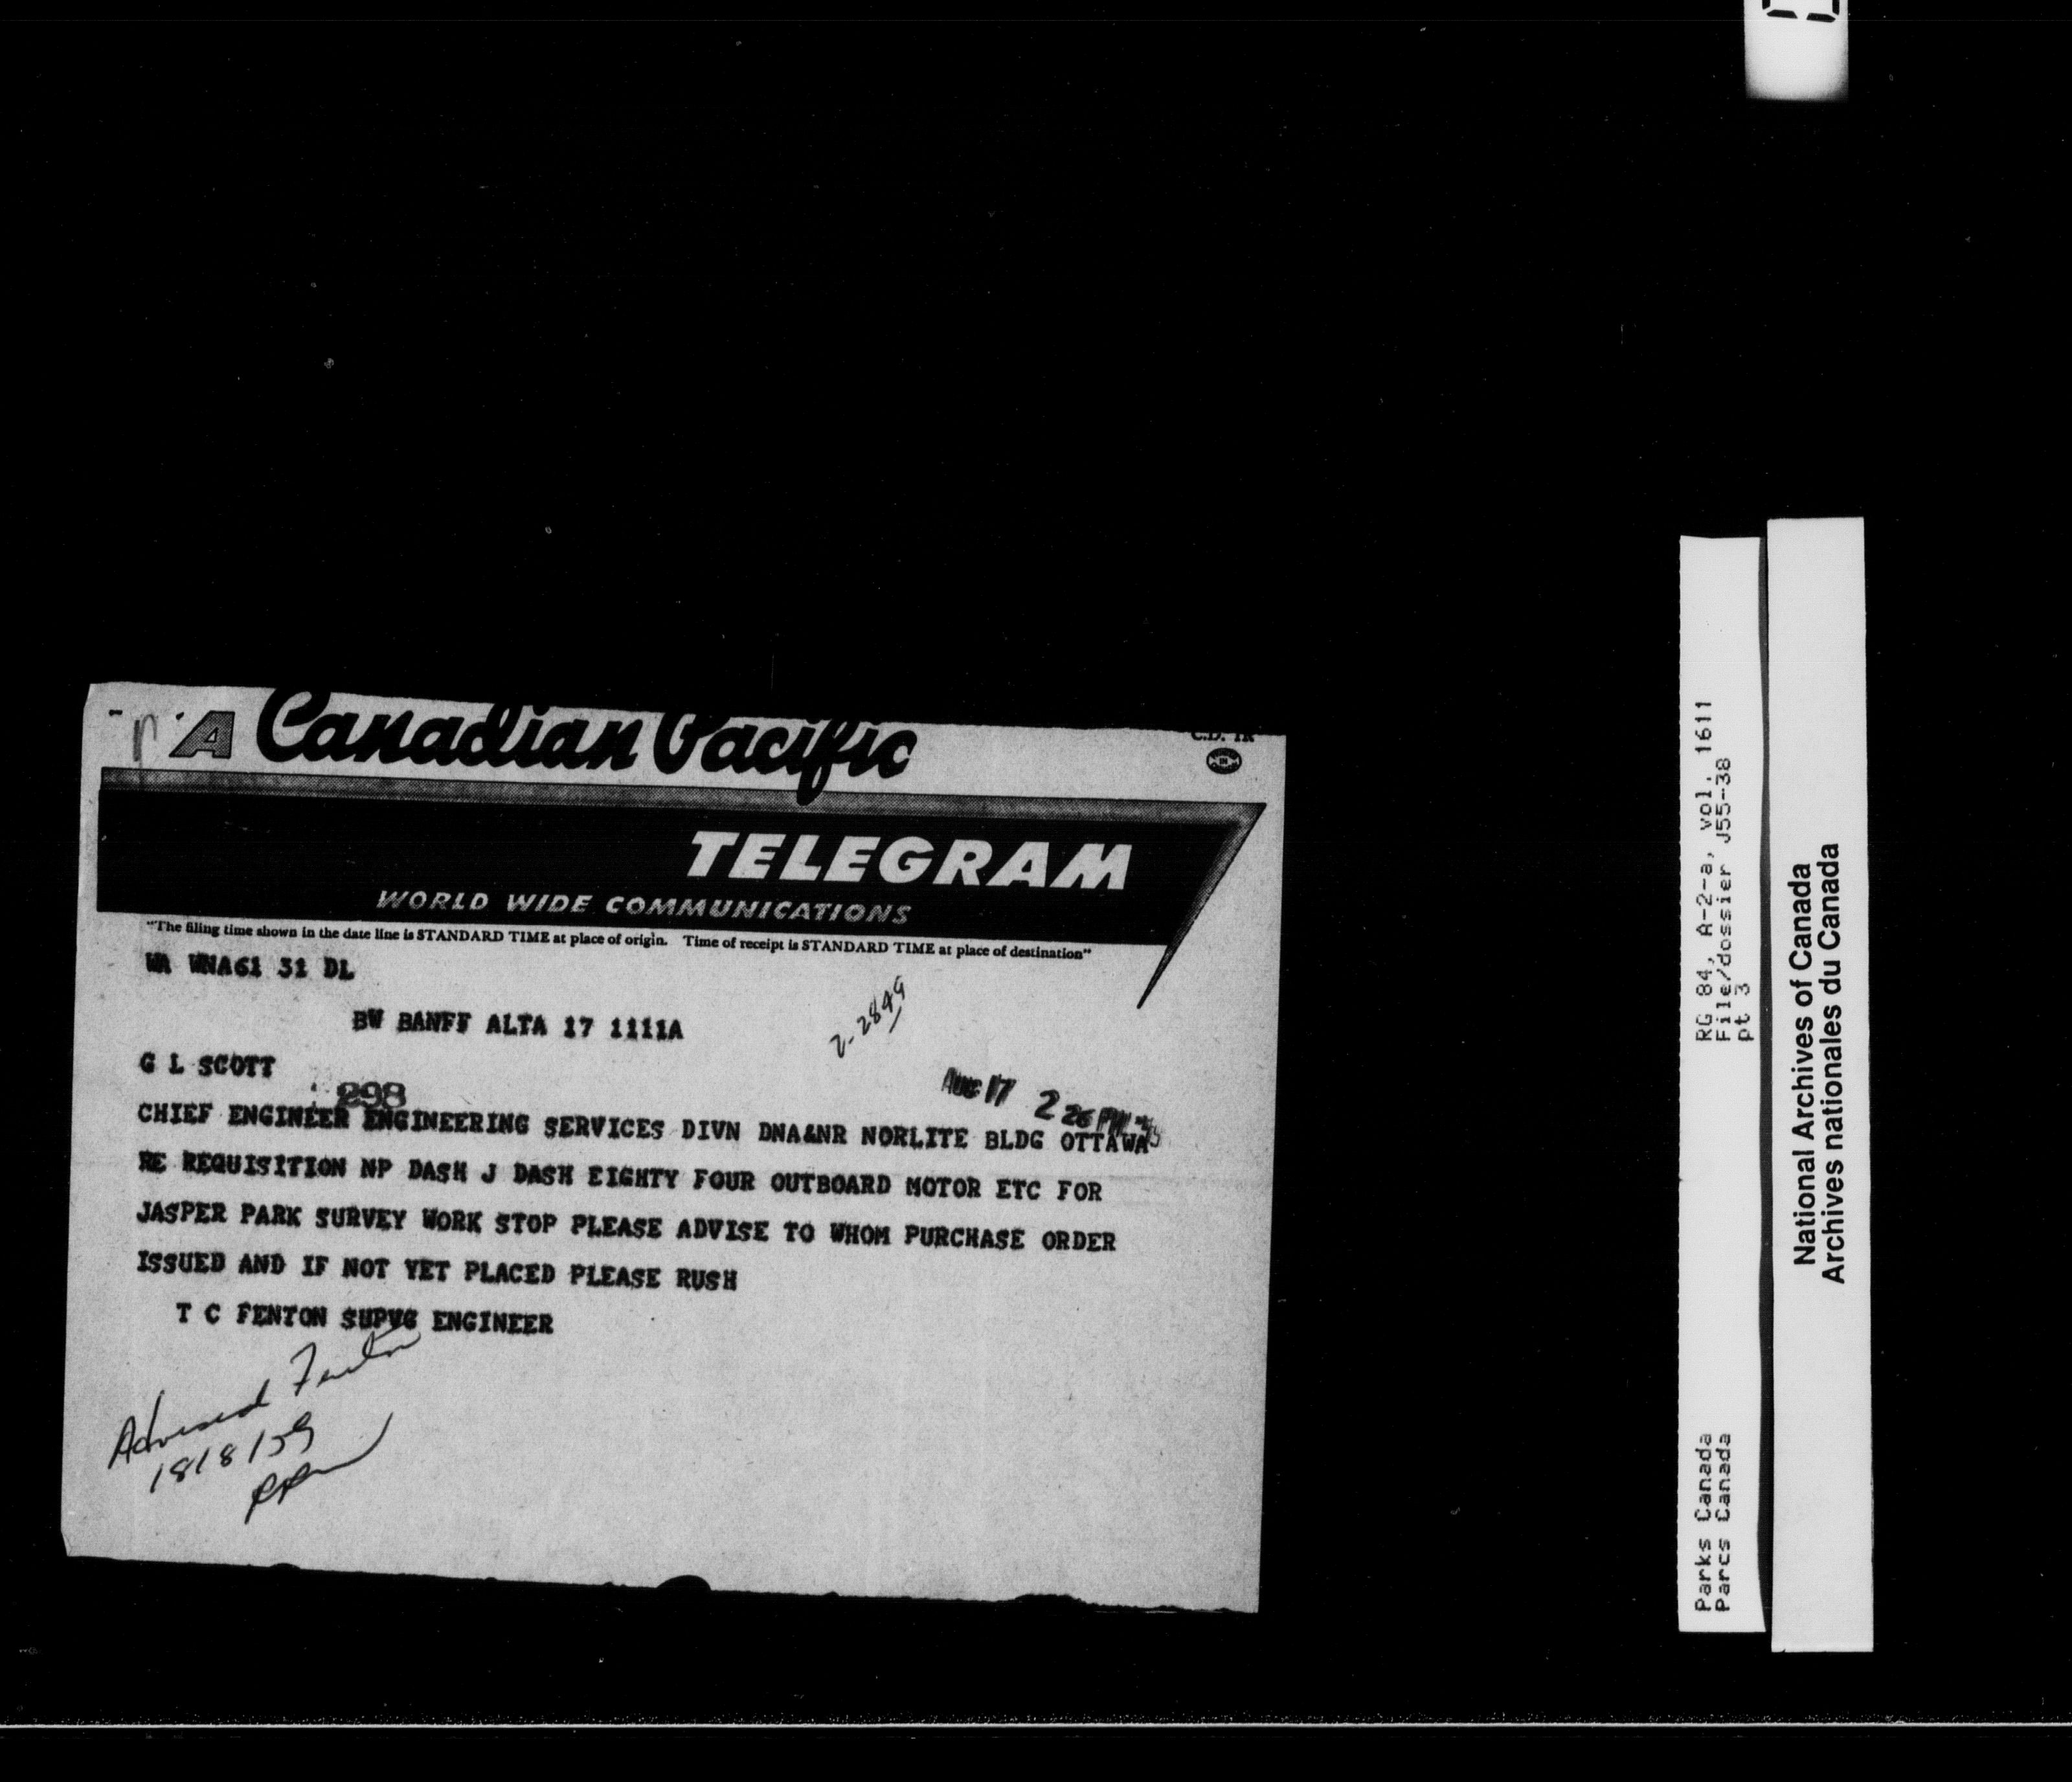 A Canadian Pacific
TELEGRAM
WORLD WIDE COMMUNICATIONS
"The filing time shown in the date line is STANDARD TIME at place of origin. Time of receipt is STANDARD TIME at place of destination"
WA WNA61 31 DL
BW BANFF ALTA 17 1111A
2-2849
G L SCOTT
298
AUG 17 2 26 PM
CHIEF ENGINEER ENGINEERING SERVICES DIVN DNA&NR NORLITE BLDG OTTAWA
RE REQUISITION NP DASH J DASH EIGHTY FOUR OUTBOARD MOTOR ETC FOR
JASPER PARK SURVEY WORK STOP PLEASE ADVISE TO WHOM PURCHASE ORDER
ISSUED AND IF NOT YET PLACED PLEASE RUSH
T C FENTON SUPVG ENGINEER
Advised Fenton
18/8/59
RG 84, A-2-a, vol. 1611
File/dossier J55-38
pt 3
Parks Canada
Parcs Canada
National Archives of Canada
Archives nationales du Canada